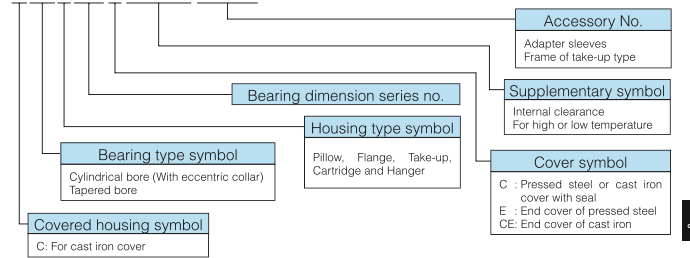 Accessory No.
Adapter sleeves
Frame of take-up type
Supplementary symbol
Internal clearance
For high or low temperature
Bearing dimension series no.
Housing type symbol
Pillow, Flange, Take-up,
Cartridge and Hanger
Bearing type symbol
Cylindrical bore (With eccentric collar)
Tapered bore
Cover symbol
C : Pressed steel or cast iron
cover with seal
E : End cover of pressed steel
CE: End cover of cast iron
Covered housing symbol
C: For cast iron cover